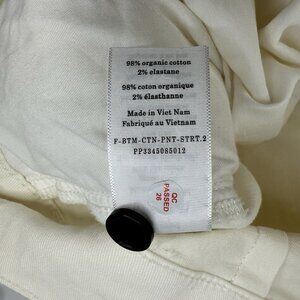 98% organic cotton
2% elastane
98% coton organique
2% élasthanne
Made in Viet Nam
Fabriqué au Vietnam
F-BTM-CTN-PNT-STRT.2
PP3345085012
QC
PASSED
26